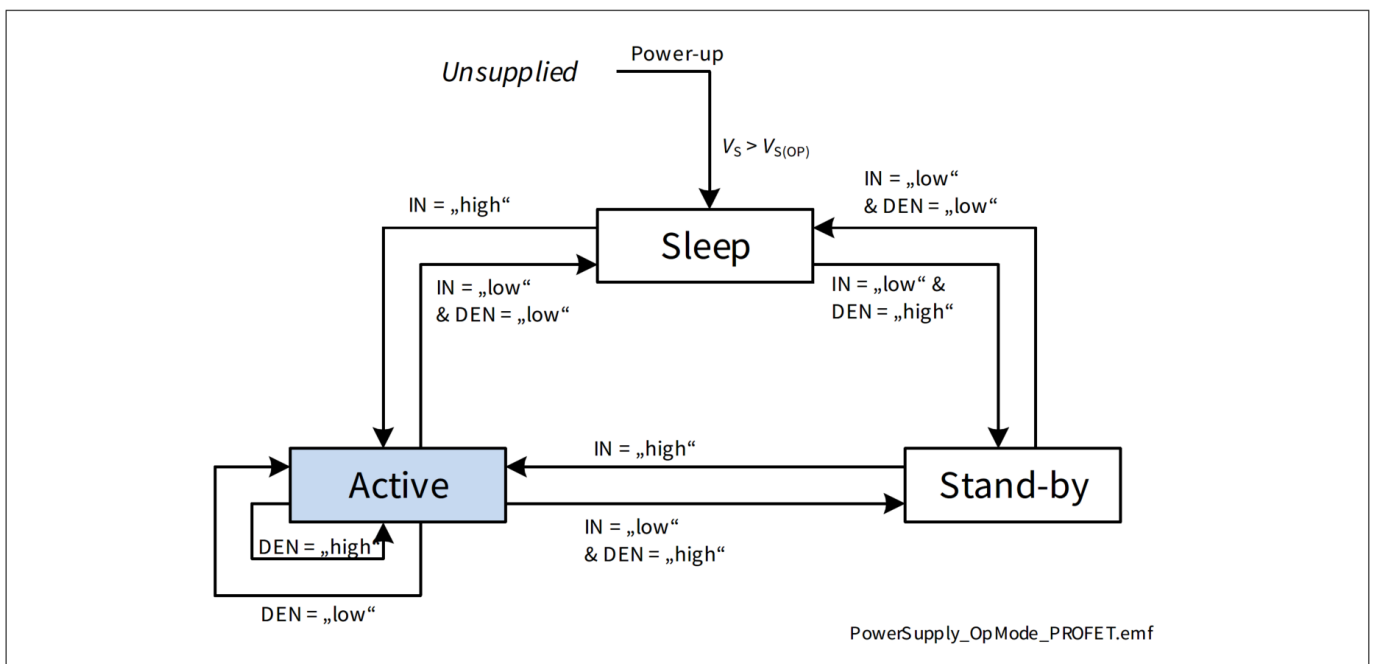 Power-up
Unsupplied
VS > VS(OP)
IN = „low“
& DEN = „low“
IN = „high“
Sleep
IN = „low“
& DEN = „low“
IN = „low“ &
DEN = „high“
IN = „high“
Active
Stand-by
IN = „low“
& DEN = „high“
DEN = „high“
DEN = „low“
PowerSupply_OpMode_PROFET.emf